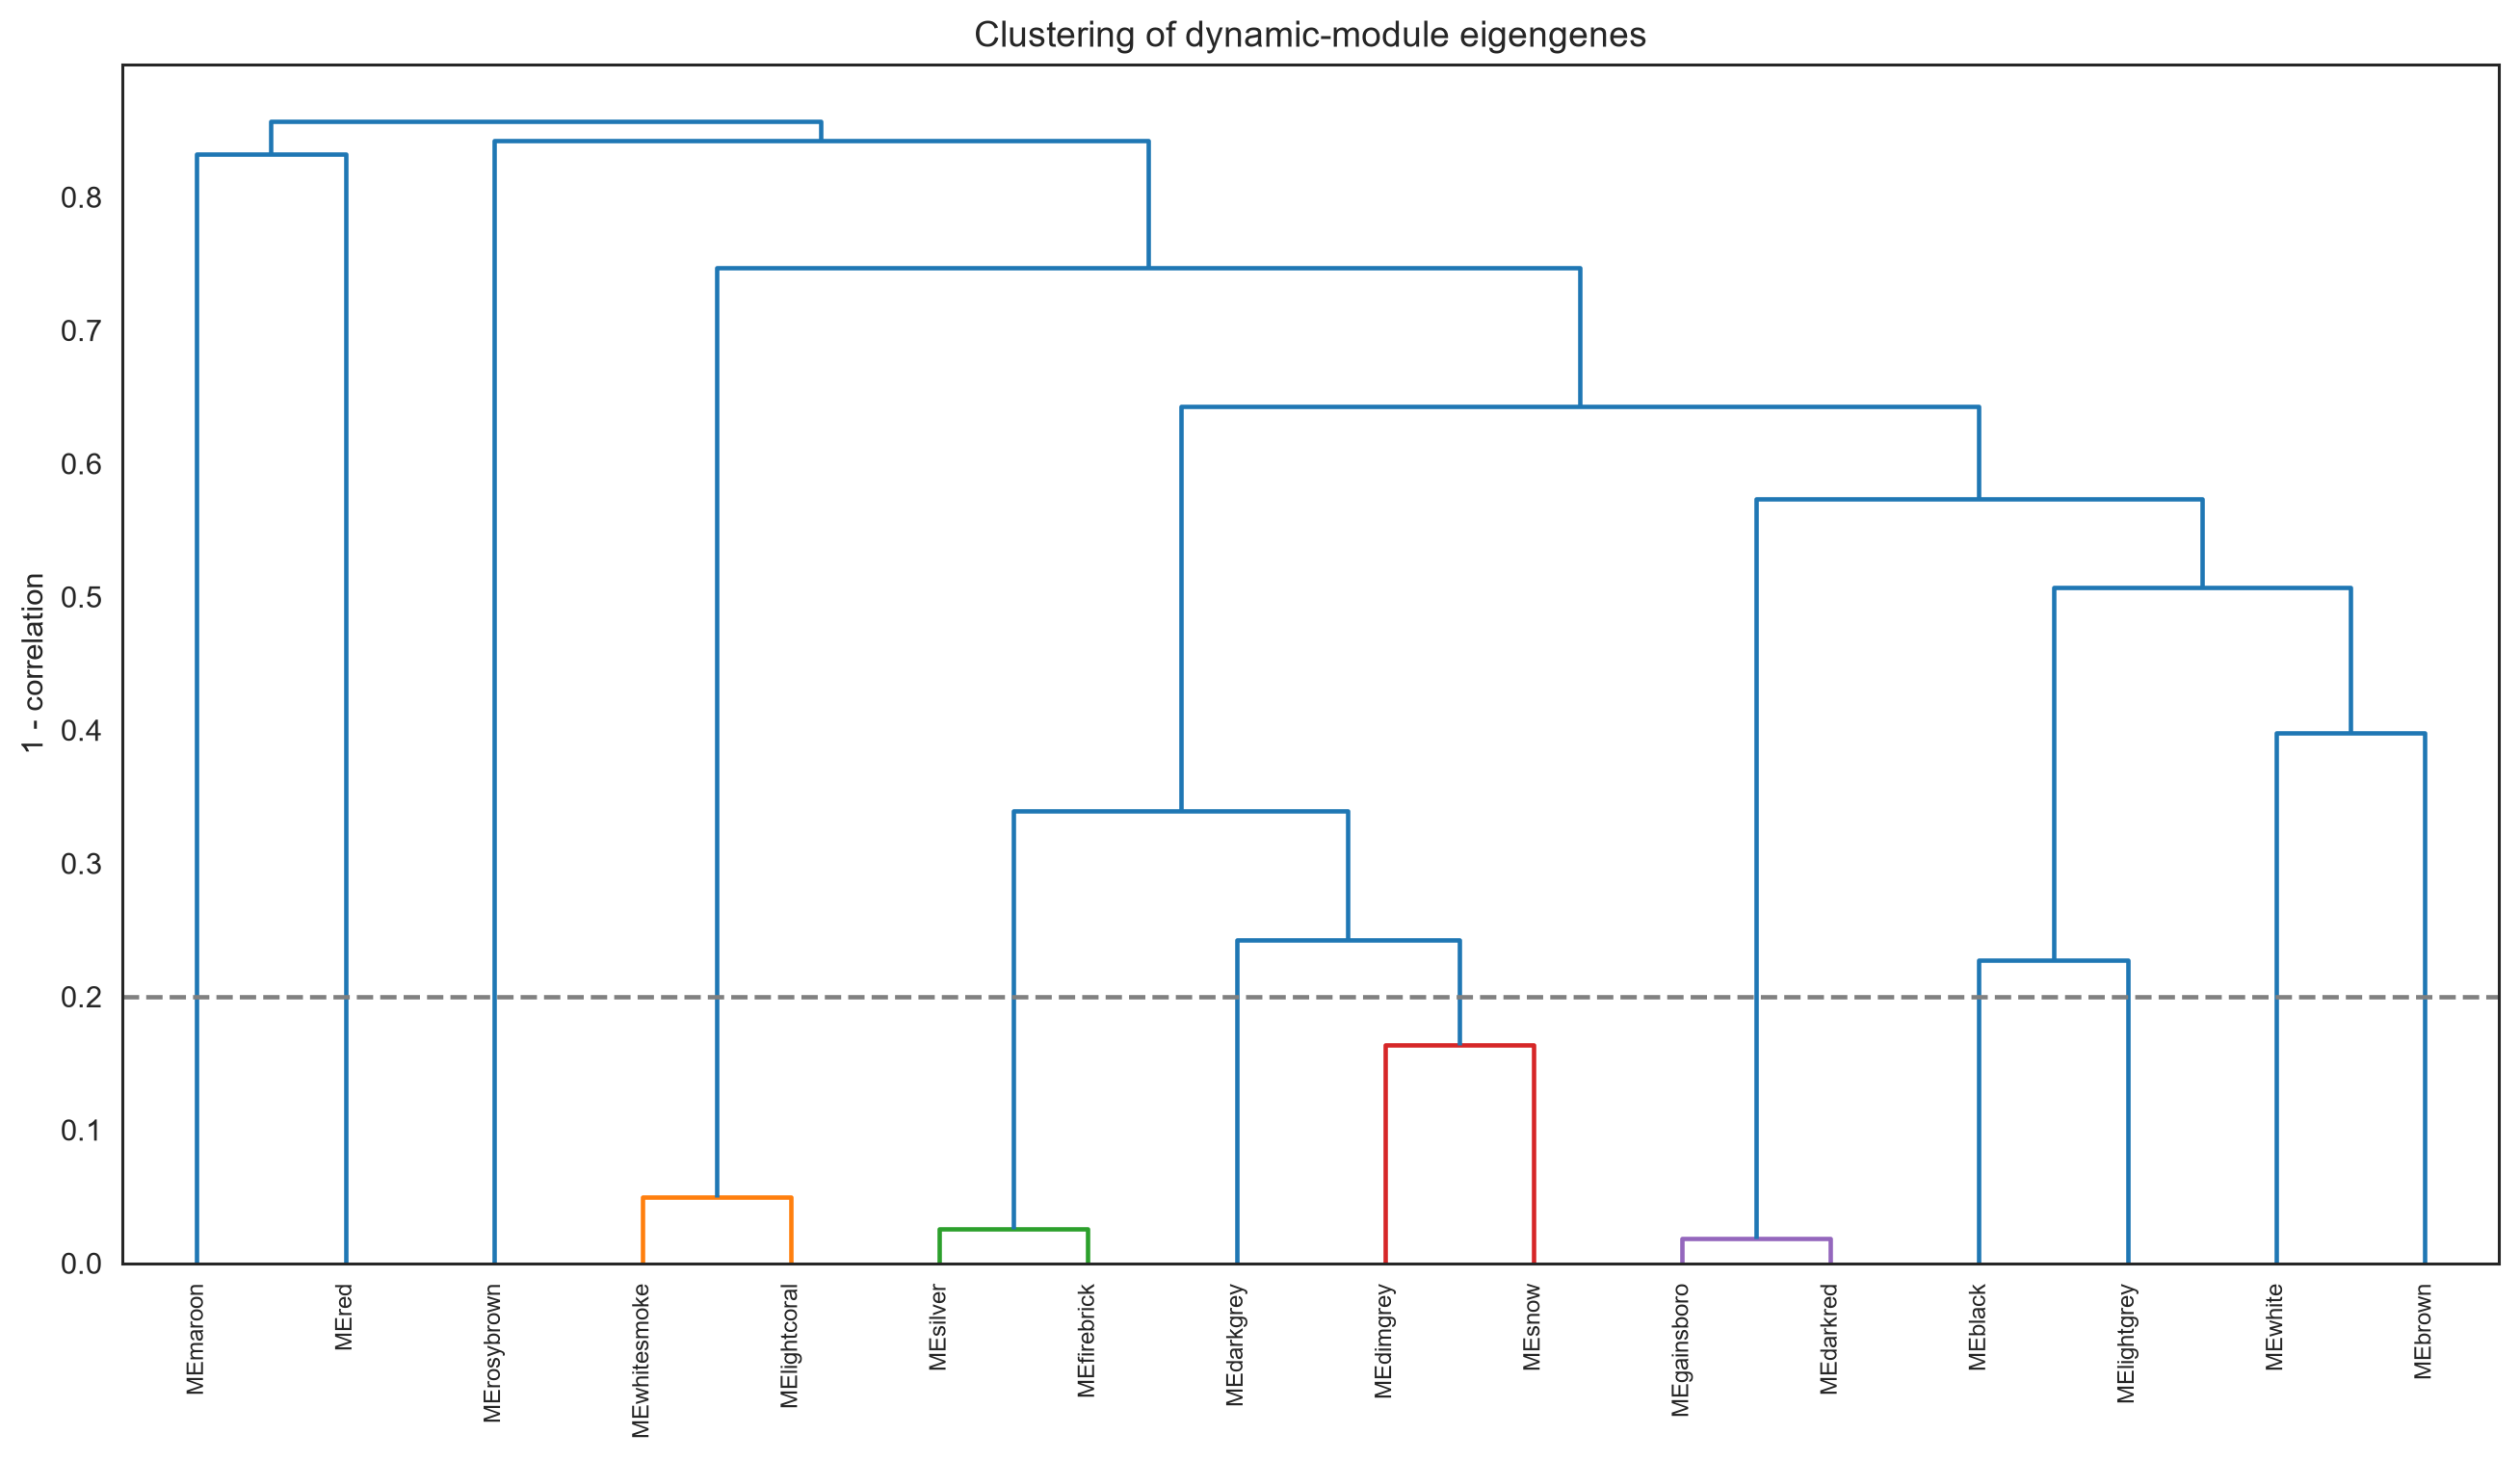 Clustering of dynamic-module eigengenes
1 - correlation
0.8
0.7
0.6
0.5
0.4
0.3
0.2
0.1
0.0
MEmaroon
MEred
MErosybrown
MEwhitesmoke
MElightcoral
MEsilver
MEfirebrick
MEdarkgrey
MEdimgrey
MEsnow
MEgainsboro
MEdarkred
MEblack
MElightgrey
MEwhite
MEbrown